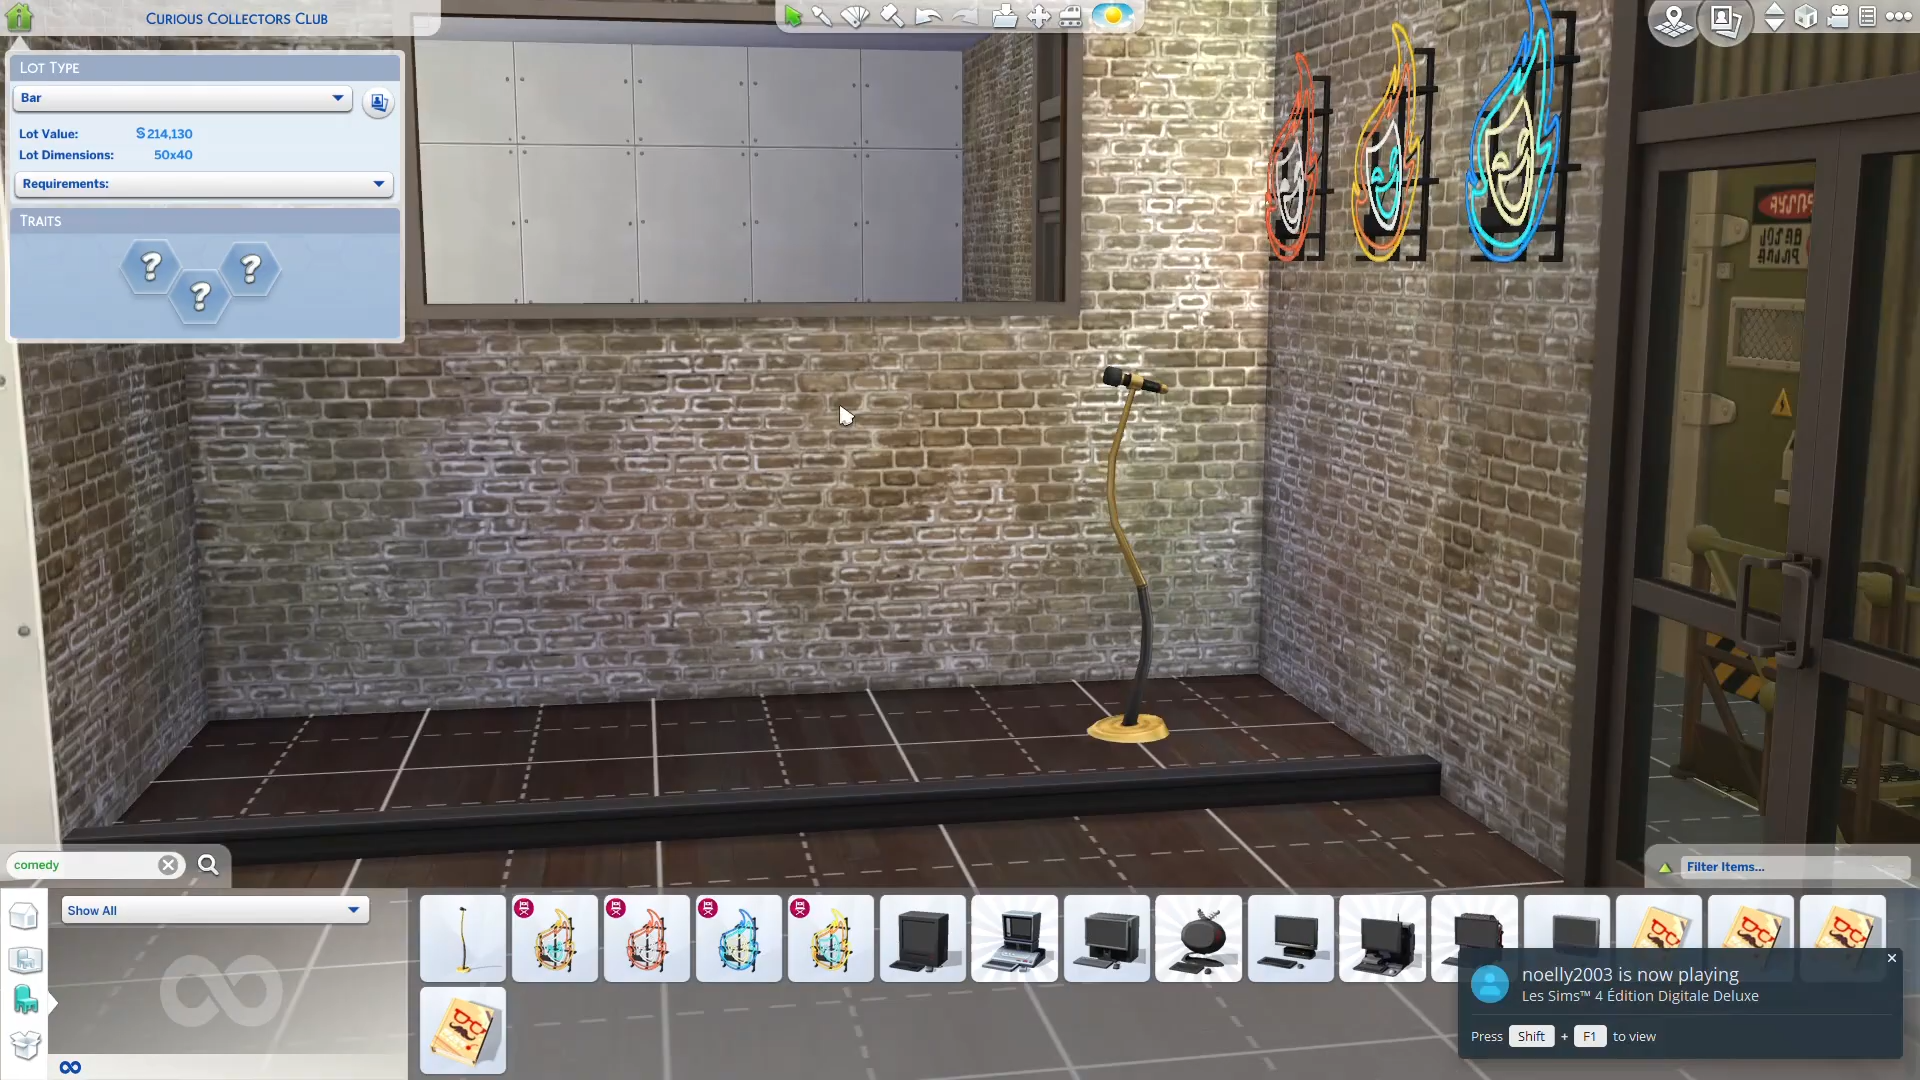 CURIOUS COLLECTORS CLUB
LOT TYPE
Bar
Lot Value: §214,130
Lot Dimensions: 50x40
Requirements:
TRAITS
? ? ?
comedy
Filter Items...
Show All
noelly2003 is now playing
Les Sims™ 4 Édition Digitale Deluxe
Press Shift + F1 to view